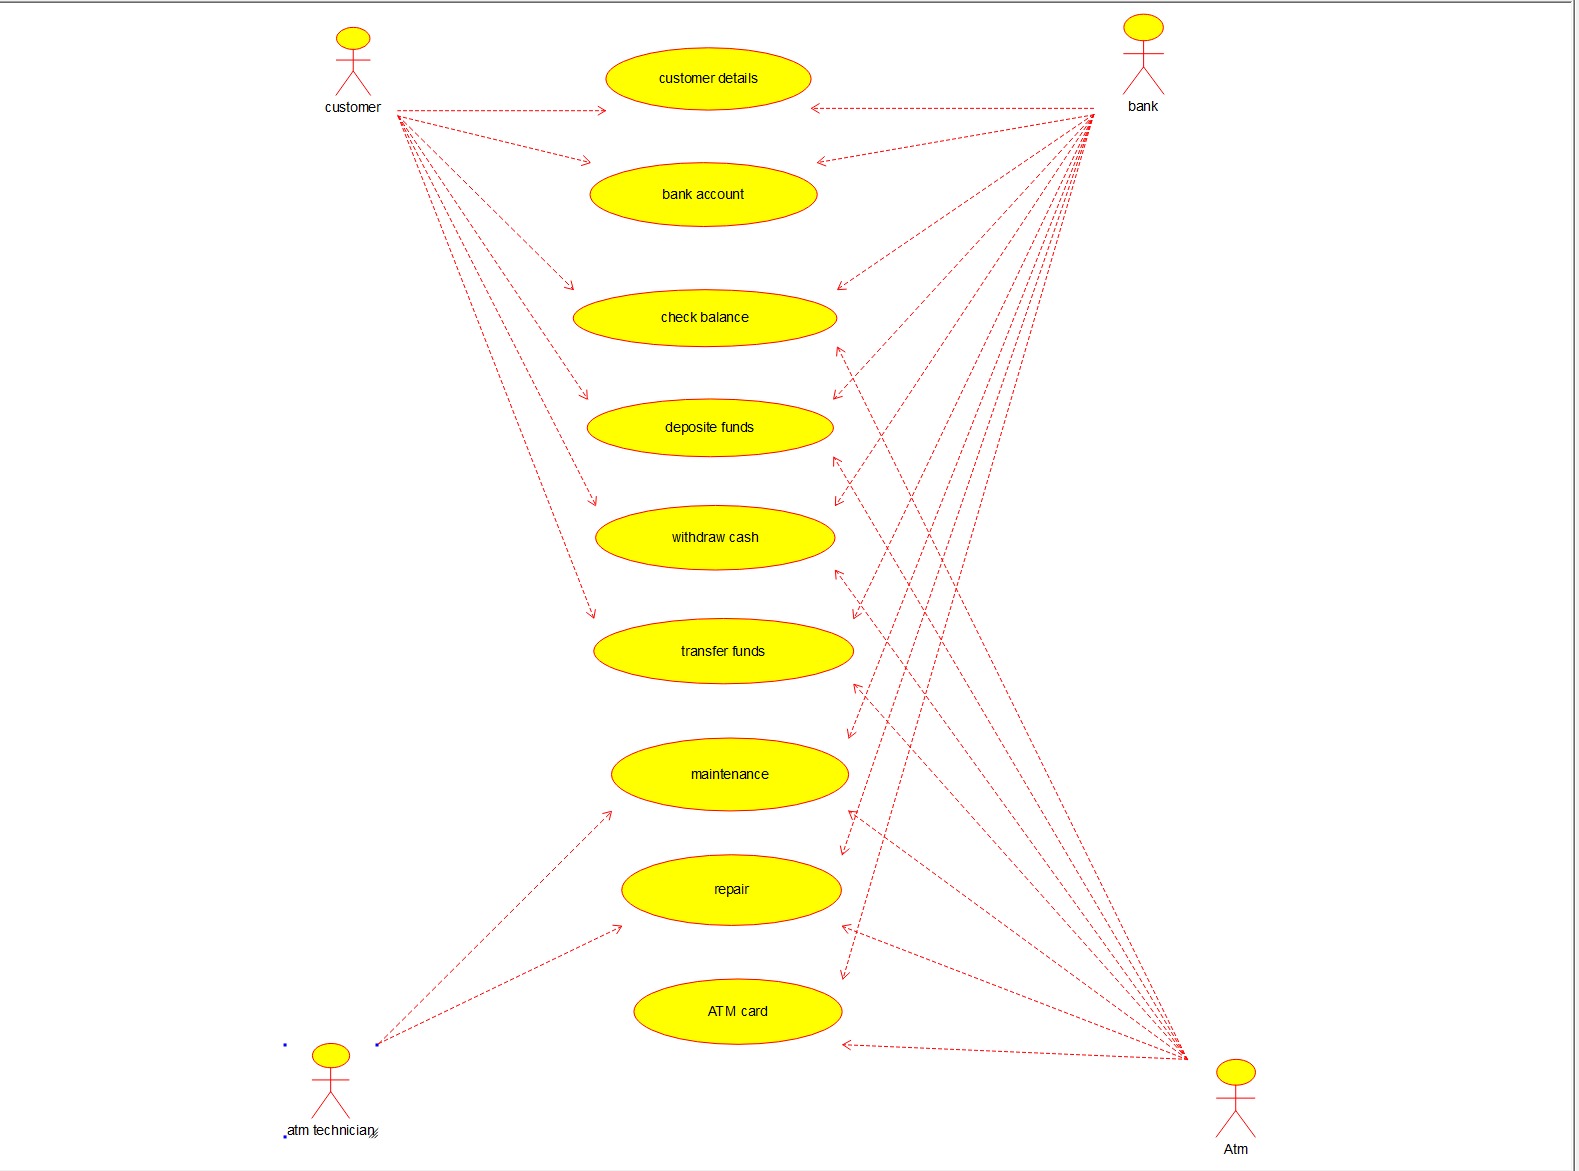 customer
bank
customer details
bank account
check balance
deposite funds
withdraw cash
transfer funds
maintenance
repair
ATM card
atm technician
Atm